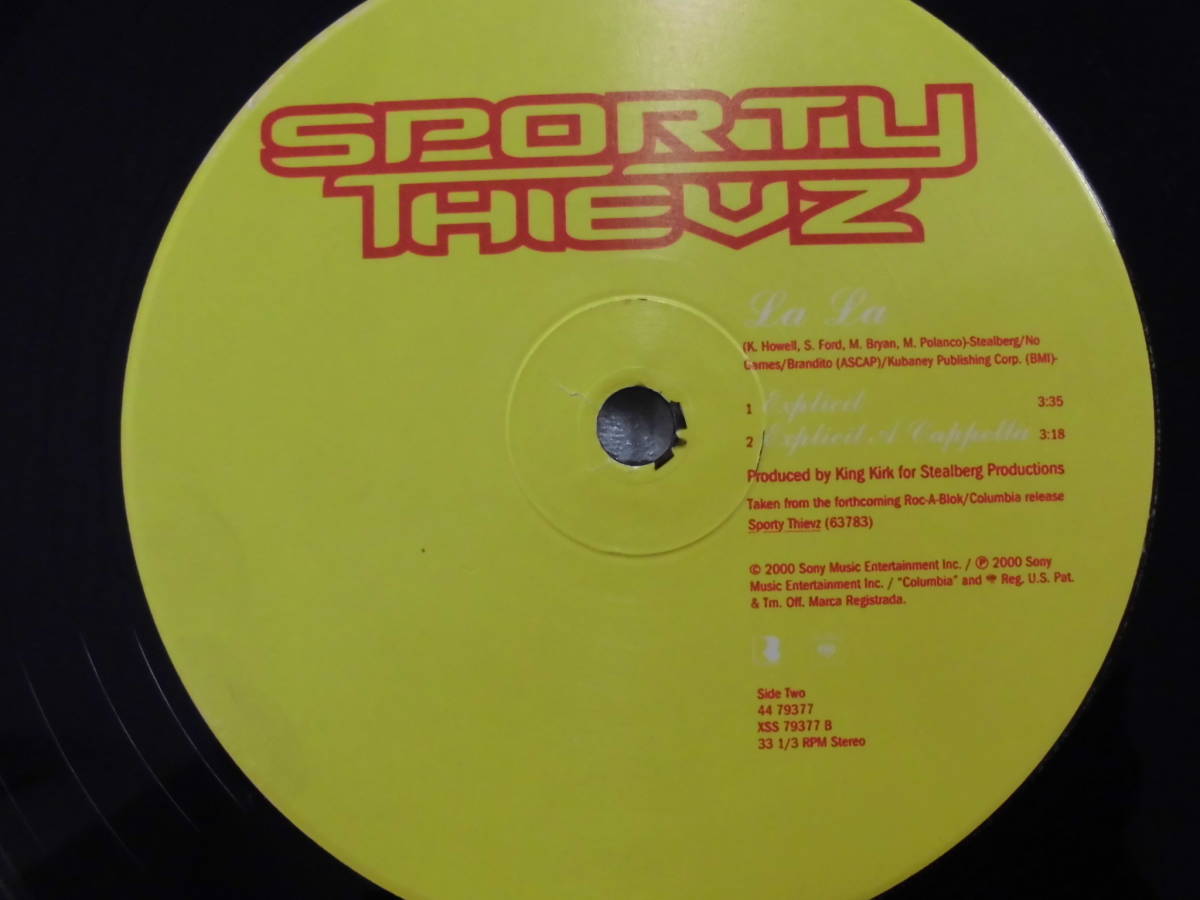 SPORTY
THIEVZ
La La
(K. Howell, S. Ford, M. Bryan, M. Polanco)-Stealberg/No
Games/Brandito (ASCAP)/Kubaney Publishing Corp. (BMI)-
1 Explicit 3:35
2 Explicit A Cappella 3:18
Produced by King Kirk for Stealberg Productions
Taken from the forthcoming Roc-A-Blok/Columbia release
Sporty Thievz (63783)
© 2000 Sony Music Entertainment Inc. / ℗ 2000 Sony
Music Entertainment Inc. / "Columbia" and Reg. U.S. Pat.
& Tm. Off. Marca Registrada.
Side Two
44 79377
XSS 79377 B
33 1/3 RPM Stereo